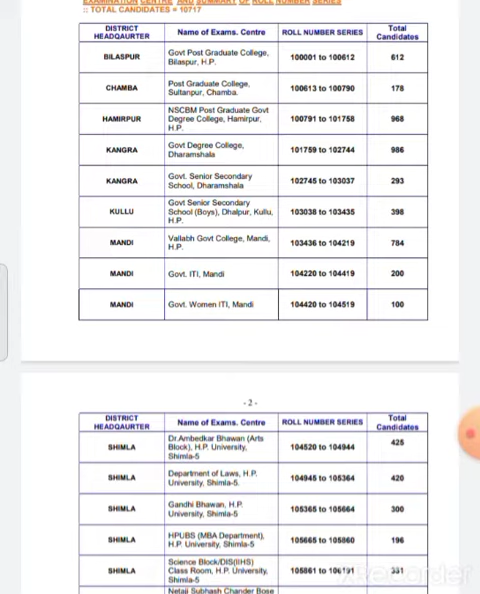 EXAMINATION CENTRE AND SUMMARY OF ROLL NUMBER SERIES
:: TOTAL CANDIDATES = 10717
DISTRICT HEADQAURTER Name of Exams. Centre ROLL NUMBER SERIES Total Candidates
BILASPUR Govt Post Graduate College, Bilaspur, H.P. 100001 to 100612 612
CHAMBA Post Graduate College, Sultanpur, Chamba. 100613 to 100790 178
HAMIRPUR NSCBM Post Graduate Govt Degree College, Hamirpur, H.P. 100791 to 101758 968
KANGRA Govt Degree College, Dharamshala 101759 to 102744 986
KANGRA Govt. Senior Secondary School, Dharamshala 102745 to 103037 293
KULLU Govt Senior Secondary School (Boys), Dhalpur, Kullu, H.P. 103038 to 103435 398
MANDI Vallabh Govt College, Mandi, H.P. 103436 to 104219 784
MANDI Govt. ITI, Mandi 104220 to 104419 200
MANDI Govt. Women ITI, Mandi 104420 to 104519 100
- 2 -
DISTRICT HEADQAURTER Name of Exams. Centre ROLL NUMBER SERIES Total Candidates
SHIMLA Dr.Ambedkar Bhawan (Arts Block), H.P. University, Shimla-5 104520 to 104944 425
SHIMLA Department of Laws, H.P. University, Shimla-5. 104945 to 105364 420
SHIMLA Gandhi Bhawan, H.P. University, Shimla-5 105365 to 105664 300
SHIMLA HPUBS (MBA Department), H.P. University, Shimla-5 105665 to 105860 196
SHIMLA Science Block/DIS(IIHS) Class Room, H.P. University, Shimla-5 105861 to 106191 331
Netaji Subhash Chander Bose